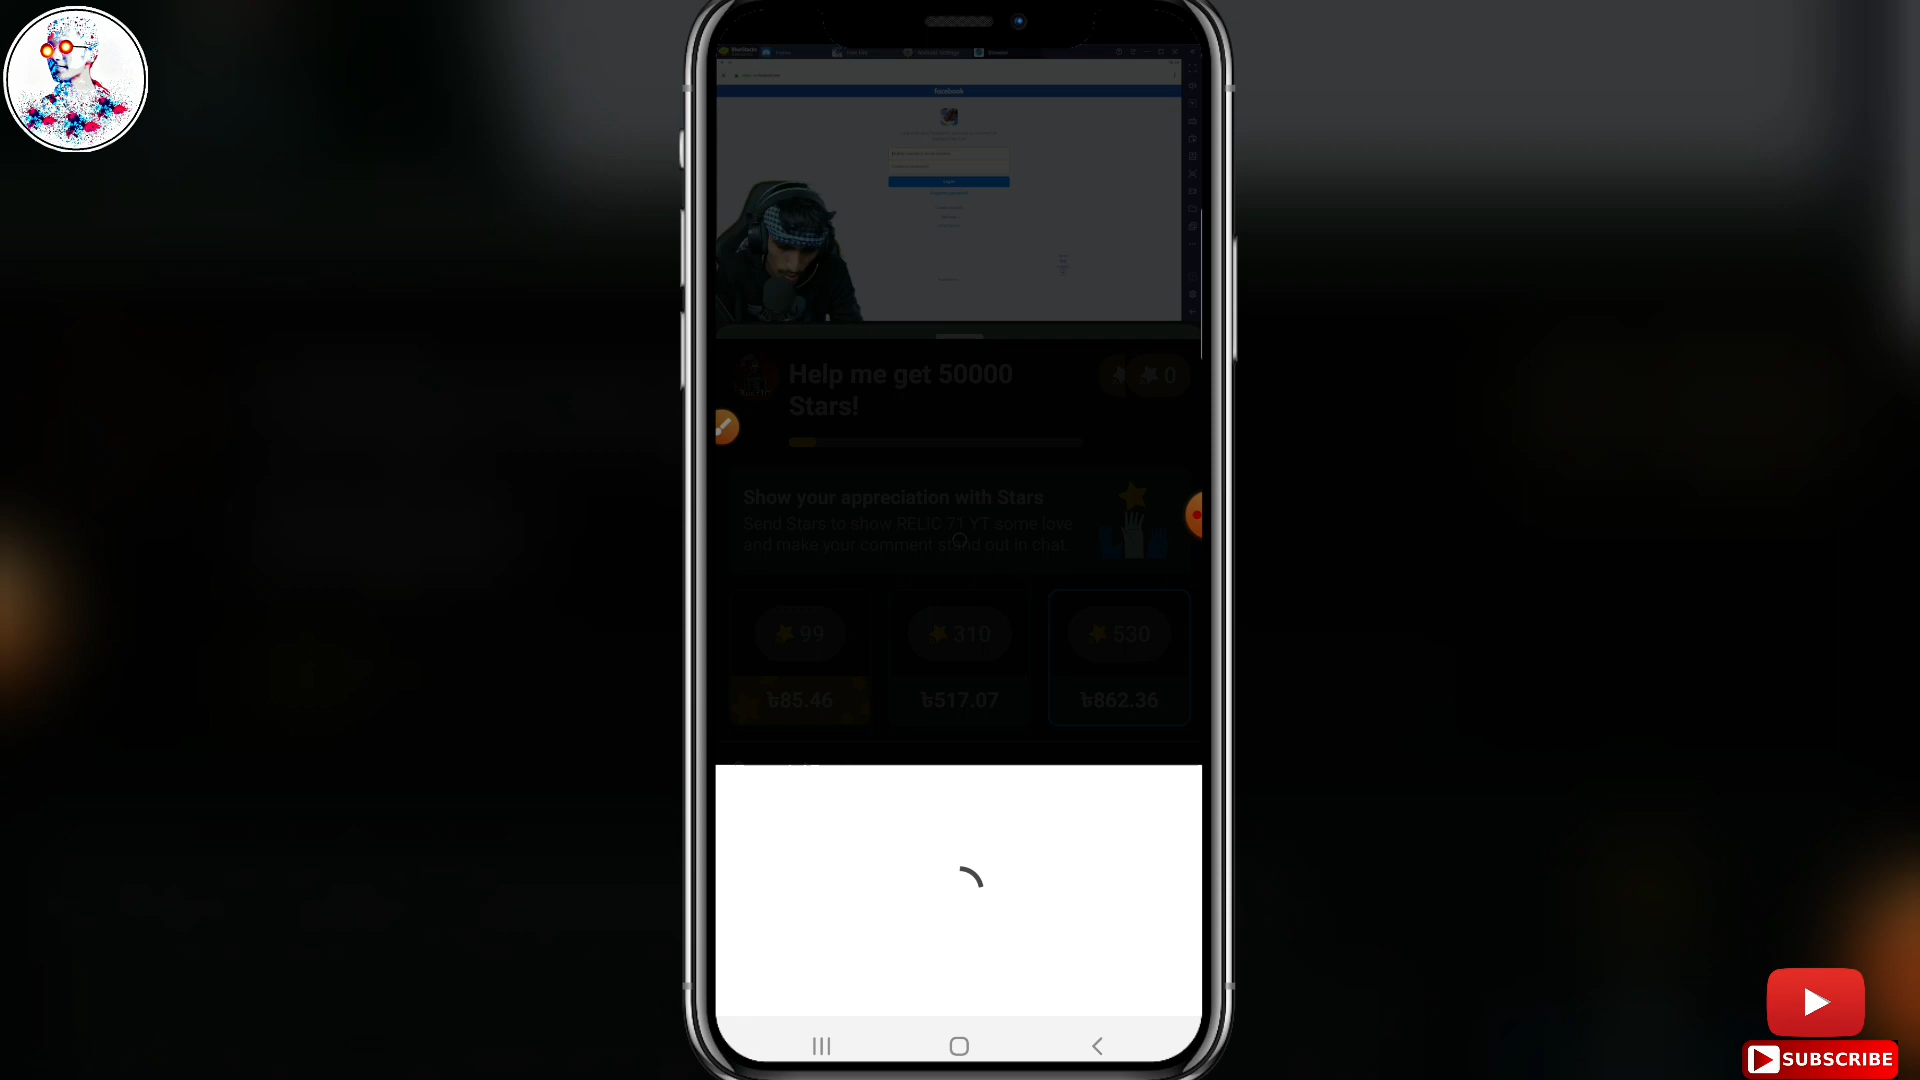 facebook
Help me get 50000
Stars!
0
Show your appreciation with Stars
Send Stars to show RELIC 71 YT some love
and make your comment stand out in chat.
99
310
530
৳85.46
৳517.07
৳862.36
SUBSCRIBE